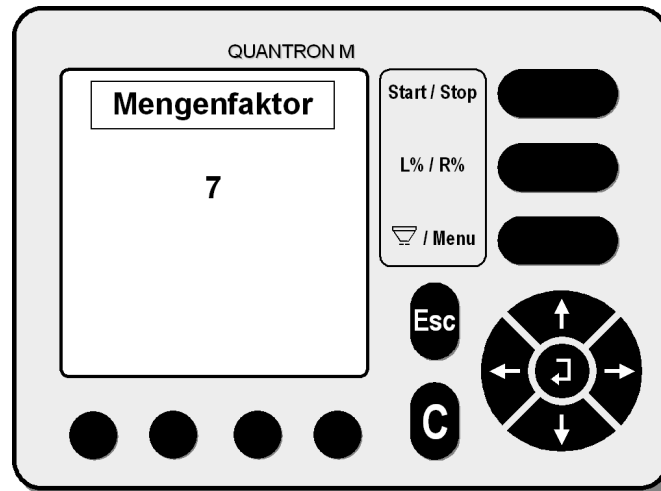 QUANTRON M
Mengenfaktor
7
Start / Stop
L% / R%
/ Menu
Esc
C